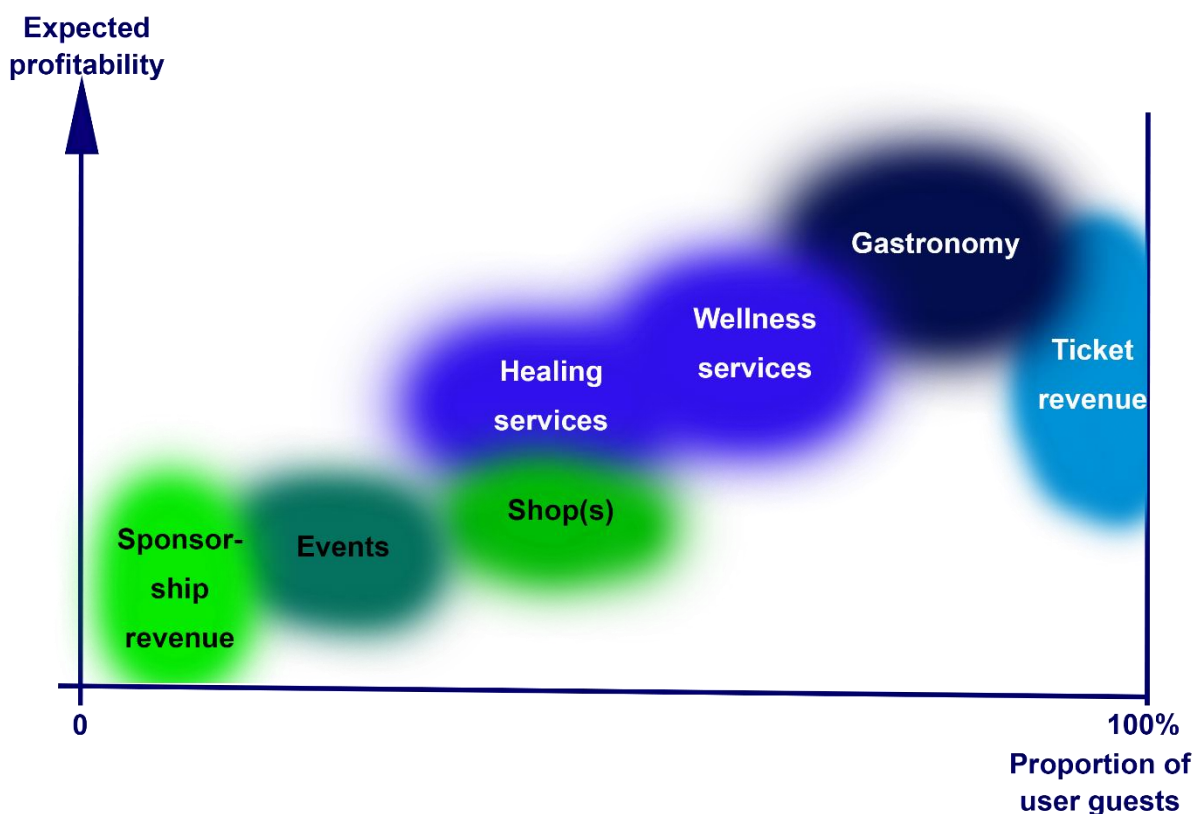 Expected
profitability
Gastronomy
Wellness
services
Ticket
revenue
Healing
services
Shop(s)
Sponsor-
ship
revenue
Events
0
100%
Proportion of
user guests